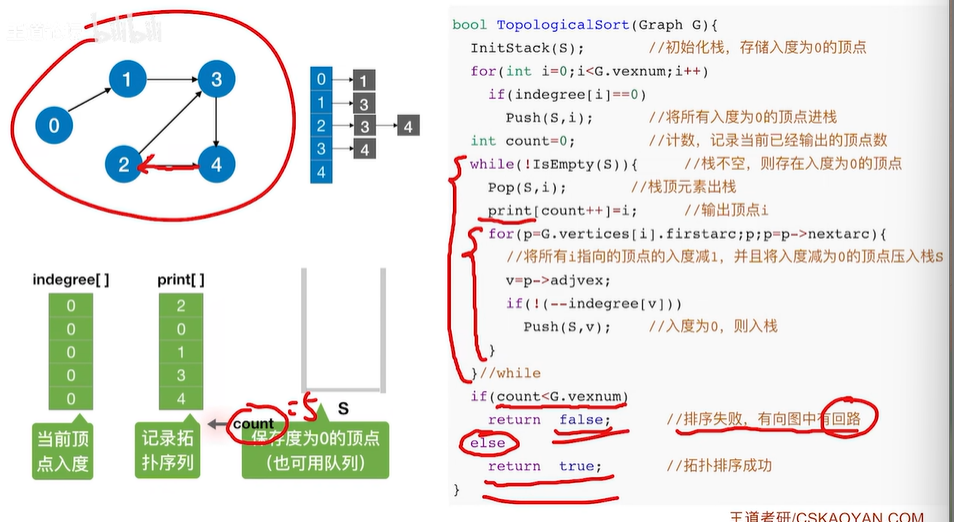 bilibili
1
3
0
2
4
0 1
1 3
2 3 4
3 4
4
indegree[ ]
0
0
0
0
0
当前顶
点入度
print[ ]
2
0
1
3
4
记录拓
扑序列
count =5
S
保存度为0的顶点
（也可用队列）
bool TopologicalSort(Graph G){
InitStack(S); //初始化栈，存储入度为0的顶点
for(int i=0;i<G.vexnum;i++)
if(indegree[i]==0)
Push(S,i); //将所有入度为0的顶点进栈
int count=0; //计数，记录当前已经输出的顶点数
while(!IsEmpty(S)){ //栈不空，则存在入度为0的顶点
Pop(S,i); //栈顶元素出栈
print[count++]=i; //输出顶点i
for(p=G.vertices[i].firstarc;p;p=p->nextarc){
//将所有i指向的顶点的入度减1，并且将入度减为0的顶点压入栈S
v=p->adjvex;
if(!(--indegree[v]))
Push(S,v); //入度为0，则入栈
}
}//while
if(count<G.vexnum)
return false; //排序失败，有向图中有回路
else
return true; //拓扑排序成功
}
王道考研/CSKAOYAN.COM